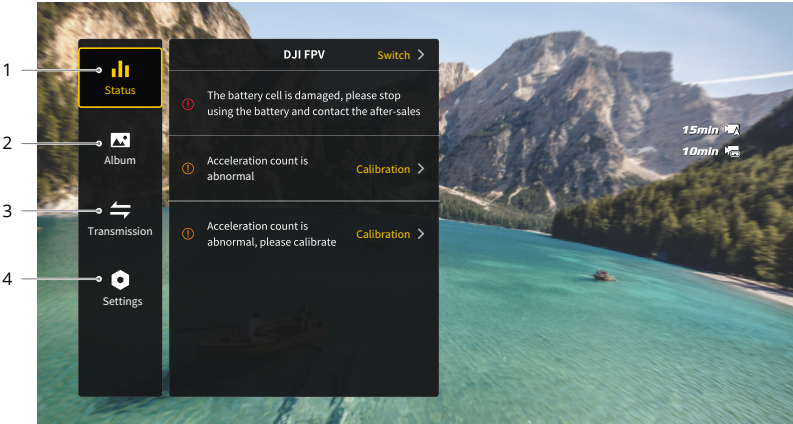 1
2
3
4
Status
Album
Transmission
Settings
DJI FPV
Switch
The battery cell is damaged, please stop
using the battery and contact the after-sales
Acceleration count is
abnormal
Calibration
Acceleration count is
abnormal, please calibrate
Calibration
15min
10min